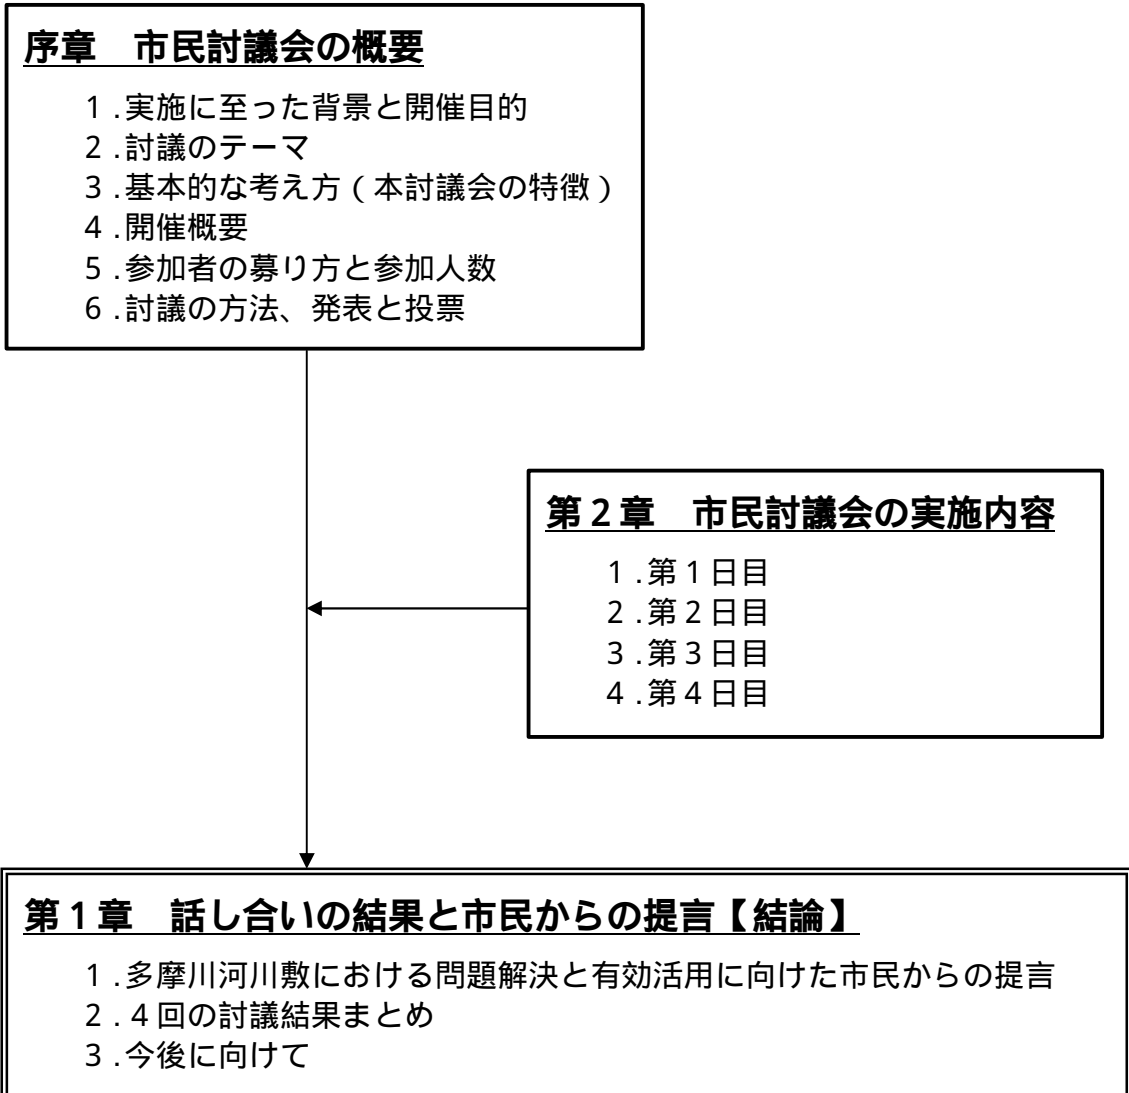 序章　市民討議会の概要
１.実施に至った背景と開催目的
２.討議のテーマ
３.基本的な考え方（本討議会の特徴）
４.開催概要
５.参加者の募り方と参加人数
６.討議の方法、発表と投票
第２章　市民討議会の実施内容
１.第１日目
２.第２日目
３.第３日目
４.第４日目
第１章　話し合いの結果と市民からの提言【結論】
１.多摩川河川敷における問題解決と有効活用に向けた市民からの提言
２.４回の討議結果まとめ
３.今後に向けて